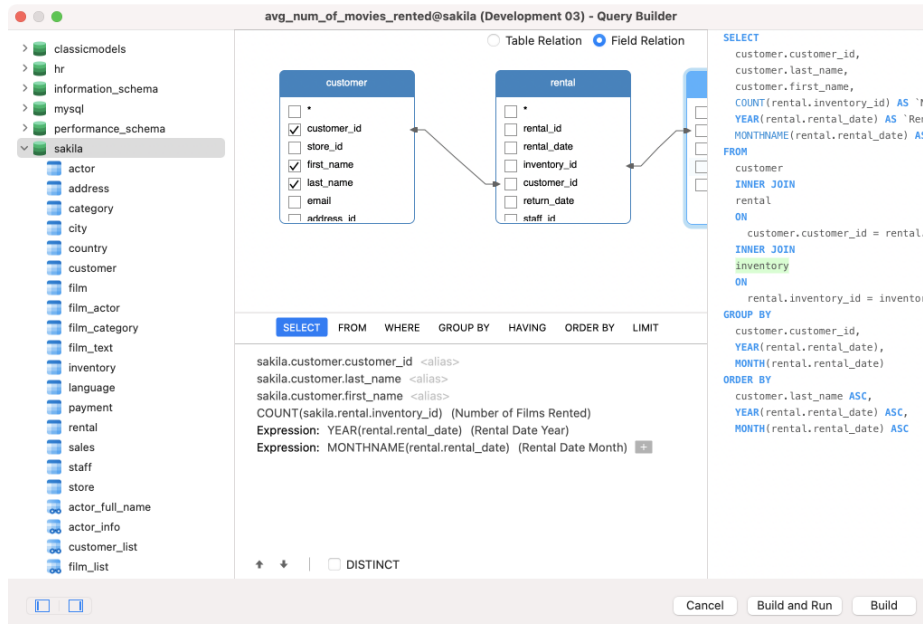 avg_num_of_movies_rented@sakila (Development 03) - Query Builder
classicmodels
hr
information_schema
mysql
performance_schema
sakila
actor
address
category
city
country
customer
film
film_actor
film_category
film_text
inventory
language
payment
rental
sales
staff
store
actor_full_name
actor_info
customer_list
film_list
Table Relation Field Relation
customer
*
customer_id
store_id
first_name
last_name
email
address_id
rental
*
rental_id
rental_date
inventory_id
customer_id
return_date
staff_id
SELECT FROM WHERE GROUP BY HAVING ORDER BY LIMIT
sakila.customer.customer_id <alias>
sakila.customer.last_name <alias>
sakila.customer.first_name <alias>
COUNT(sakila.rental.inventory_id) (Number of Films Rented)
Expression: YEAR(rental.rental_date) (Rental Date Year)
Expression: MONTHNAME(rental.rental_date) (Rental Date Month) +
DISTINCT
SELECT
customer.customer_id,
customer.last_name,
customer.first_name,
COUNT(rental.inventory_id) AS `N
YEAR(rental.rental_date) AS `Ren
MONTHNAME(rental.rental_date) AS
FROM
customer
INNER JOIN
rental
ON
customer.customer_id = rental.
INNER JOIN
inventory
ON
rental.inventory_id = inventor
GROUP BY
customer.customer_id,
YEAR(rental.rental_date),
MONTH(rental.rental_date)
ORDER BY
customer.last_name ASC,
YEAR(rental.rental_date) ASC,
MONTH(rental.rental_date) ASC
Cancel Build and Run Build